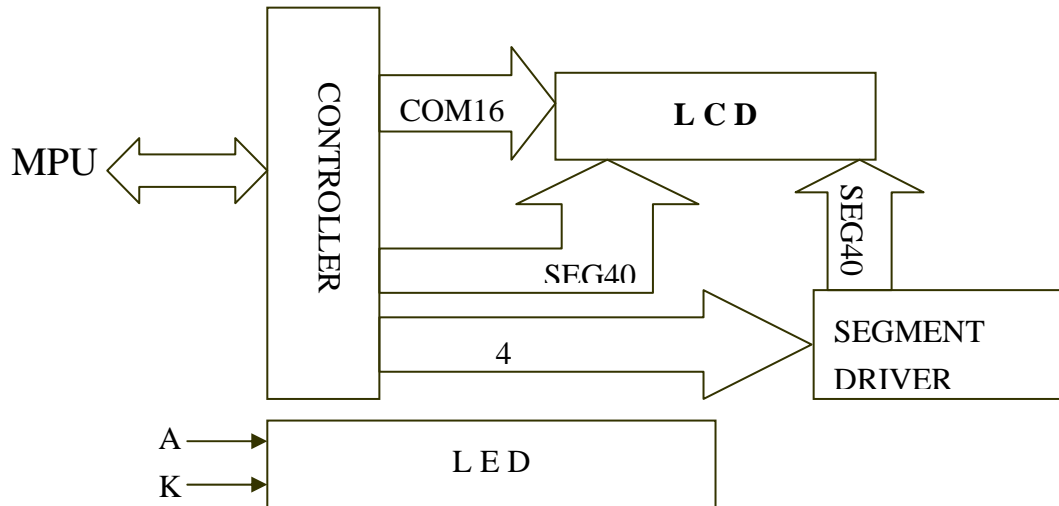 MPU
CONTROLLER
COM16
L C D
SEG40
SEG40
4
SEGMENT
DRIVER
A
K
L E D